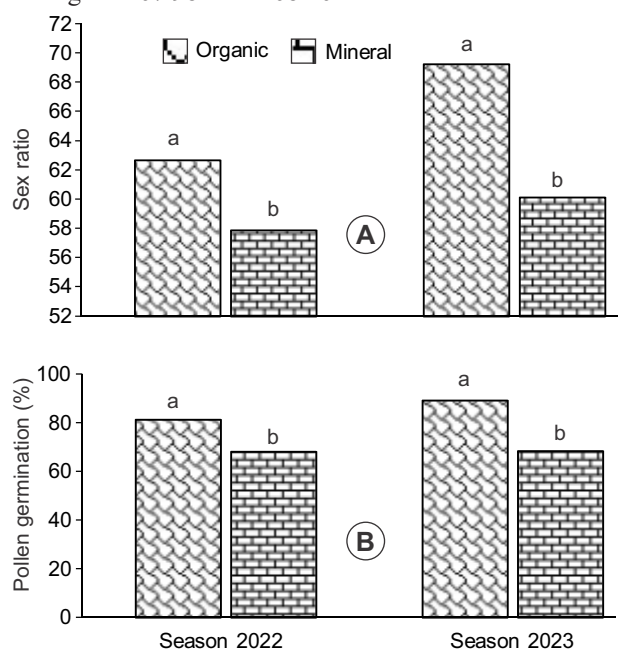 72
70
68
66
64
62
60
58
56
54
52
Sex ratio
Organic Mineral
a
b
a
b
A
100
80
60
40
20
0
Pollen germination (%)
a
b
a
b
B
Season 2022 Season 2023